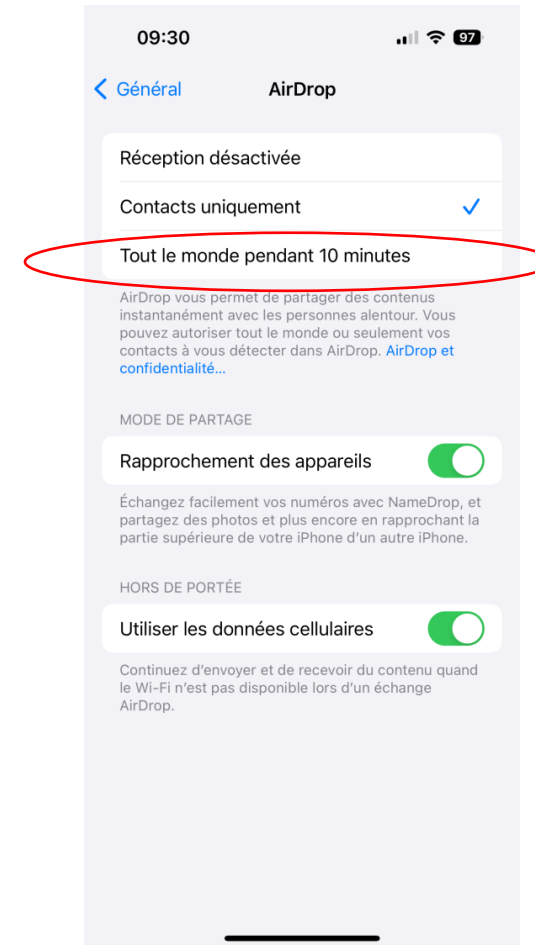 09:30
97
Général
AirDrop
Réception désactivée
Contacts uniquement
Tout le monde pendant 10 minutes
AirDrop vous permet de partager des contenus
instantanément avec les personnes alentour. Vous
pouvez autoriser tout le monde ou seulement vos
contacts à vous détecter dans AirDrop. AirDrop et
confidentialité...
MODE DE PARTAGE
Rapprochement des appareils
Échangez facilement vos numéros avec NameDrop, et
partagez des photos et plus encore en rapprochant la
partie supérieure de votre iPhone d'un autre iPhone.
HORS DE PORTÉE
Utiliser les données cellulaires
Continuez d'envoyer et de recevoir du contenu quand
le Wi-Fi n'est pas disponible lors d'un échange
AirDrop.